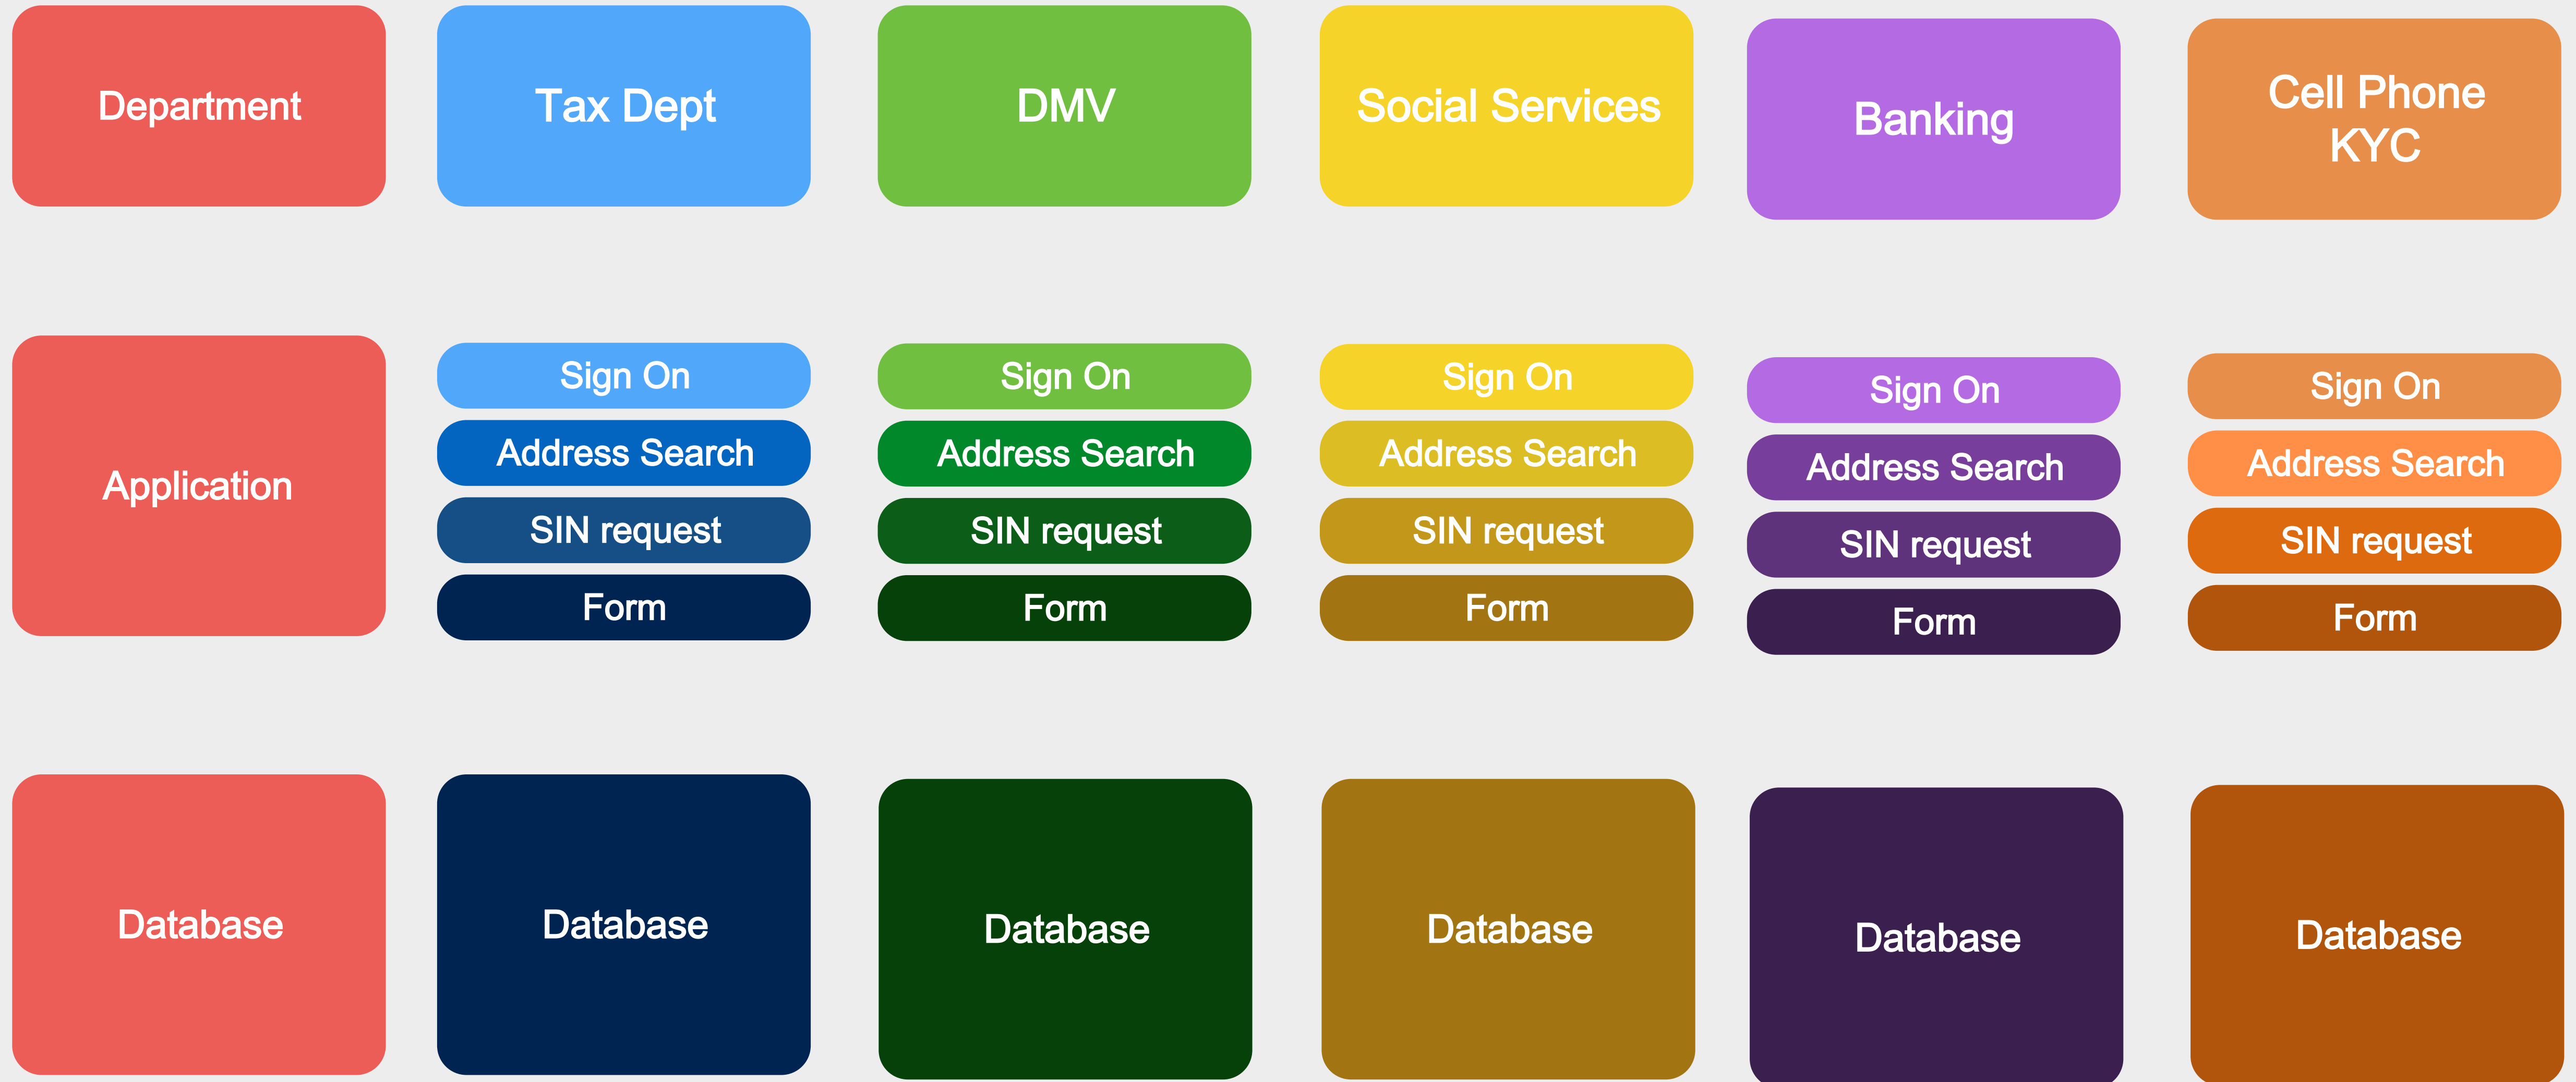 Department
Tax Dept
DMV
Social Services
Banking
Cell Phone
KYC
Application
Sign On
Address Search
SIN request
Form
Sign On
Address Search
SIN request
Form
Sign On
Address Search
SIN request
Form
Sign On
Address Search
SIN request
Form
Sign On
Address Search
SIN request
Form
Database
Database
Database
Database
Database
Database